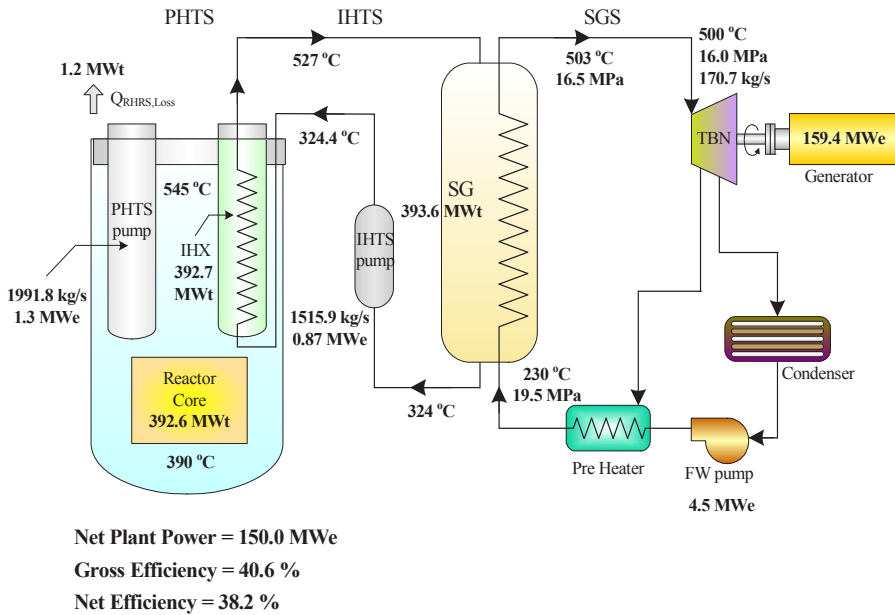 PHTS
IHTS
SGS
1.2 MWt
Q_RHRS,Loss
527 °C
324.4 °C
503 °C
16.5 MPa
500 °C
16.0 MPa
170.7 kg/s
TBN
159.4 MWe
Generator
545 °C
PHTS
pump
IHX
392.7
MWt
IHTS
pump
SG
393.6 MWt
1991.8 kg/s
1.3 MWe
1515.9 kg/s
0.87 MWe
Reactor
Core
392.6 MWt
390 °C
324 °C
230 °C
19.5 MPa
Condenser
Pre Heater
FW pump
4.5 MWe
Net Plant Power = 150.0 MWe
Gross Efficiency = 40.6 %
Net Efficiency = 38.2 %